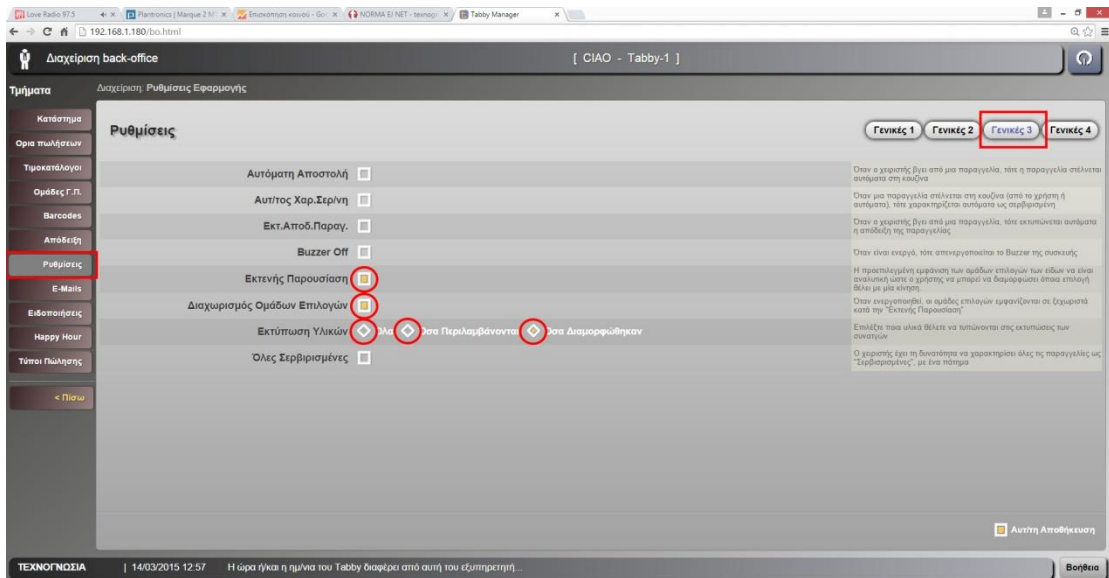 Love Radio 97.5
Plantronics | Marque 2 M
Επισκόπηση κοινού - Goo
NORMA EJ NET - τεχνογν
Tabby Manager
192.168.1.180/bo.html
Διαχείριση back-office
[ CIAO - Tabby-1 ]
Τμήματα
Διαχείριση: Ρυθμίσεις Εφαρμογής
Κατάστημα
Ορια πωλήσεων
Τιμοκατάλογοι
Ομάδες Γ.Π.
Barcodes
Απόδειξη
Ρυθμίσεις
E-Mails
Ειδοποιήσεις
Happy Hour
Τύποι Πώλησης
< Πίσω
Ρυθμίσεις
Γενικές 1 Γενικές 2 Γενικές 3 Γενικές 4
Αυτόματη Αποστολή
Όταν ο χειριστής βγει από μια παραγγελία, τότε η παραγγελία στέλνεται
αυτόματα στη κουζίνα
Αυτ/τος Χαρ.Σερ/νη
Όταν μια παραγγελία στέλνεται στη κουζίνα (από το χρήστη ή
αυτόματα), τότε χαρακτηρίζεται αυτόματα ως σερβιρισμένη
Εκτ.Αποδ.Παραγ.
Όταν ο χειριστής βγει από μια παραγγελία, τότε εκτυπώνεται αυτόματα
η απόδειξη της παραγγελίας
Buzzer Off
Όταν είναι ενεργό, τότε απενεργοποιείται το Buzzer της συσκευής
Εκτενής Παρουσίαση
Η προεπιλεγμένη εμφάνιση των ομάδων επιλογών των είδων να είναι
αναλυτική ώστε ο χρήστης να μπορεί να διαμορφώσει όποια επιλογή
θέλει με μία κίνηση.
Διαχωρισμός Ομάδων Επιλογών
Όταν ενεργοποιηθεί, οι ομάδες επιλογών εμφανίζονται σε ξεχωριστά
κατά την "Εκτενής Παρουσίαση"
Εκτύπωση Υλικών Όλα Όσα Περιλαμβάνονται Όσα Διαμορφώθηκαν
Επιλέξτε ποια υλικά θέλετε να τυπώνονται στις εκτυπώσεις των
συνταγών
Όλες Σερβιρισμένες
Ο χειριστής έχει τη δυνατότητα να χαρακτηρίσει όλες τις παραγγελίες ως
"Σερβιρισμένες", με ένα πάτημα
Αυτ/τη Αποθήκευση
ΤΕΧΝΟΓΝΩΣΙΑ | 14/03/2015 12:57 Η ώρα ή/και η ημ/νια του Tabby διαφέρει από αυτή του εξυπηρετητή...
Βοήθεια